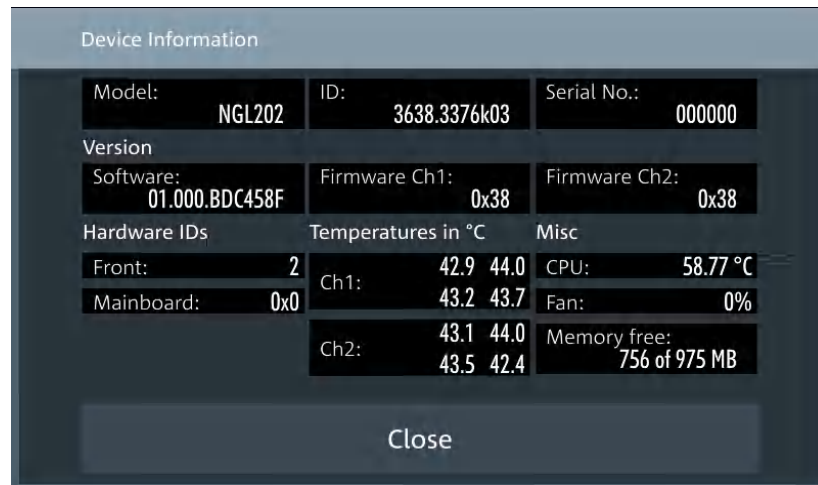 Device Information
Model:
NGL202
ID:
3638.3376k03
Serial No.:
000000
Version
Software:
01.000.BDC458F
Firmware Ch1:
0x38
Firmware Ch2:
0x38
Hardware IDs
Temperatures in °C
Misc
Front: 2
Mainboard: 0x0
Ch1:
42.9 44.0
43.2 43.7
Ch2:
43.1 44.0
43.5 42.4
CPU: 58.77 °C
Fan: 0%
Memory free:
756 of 975 MB
Close